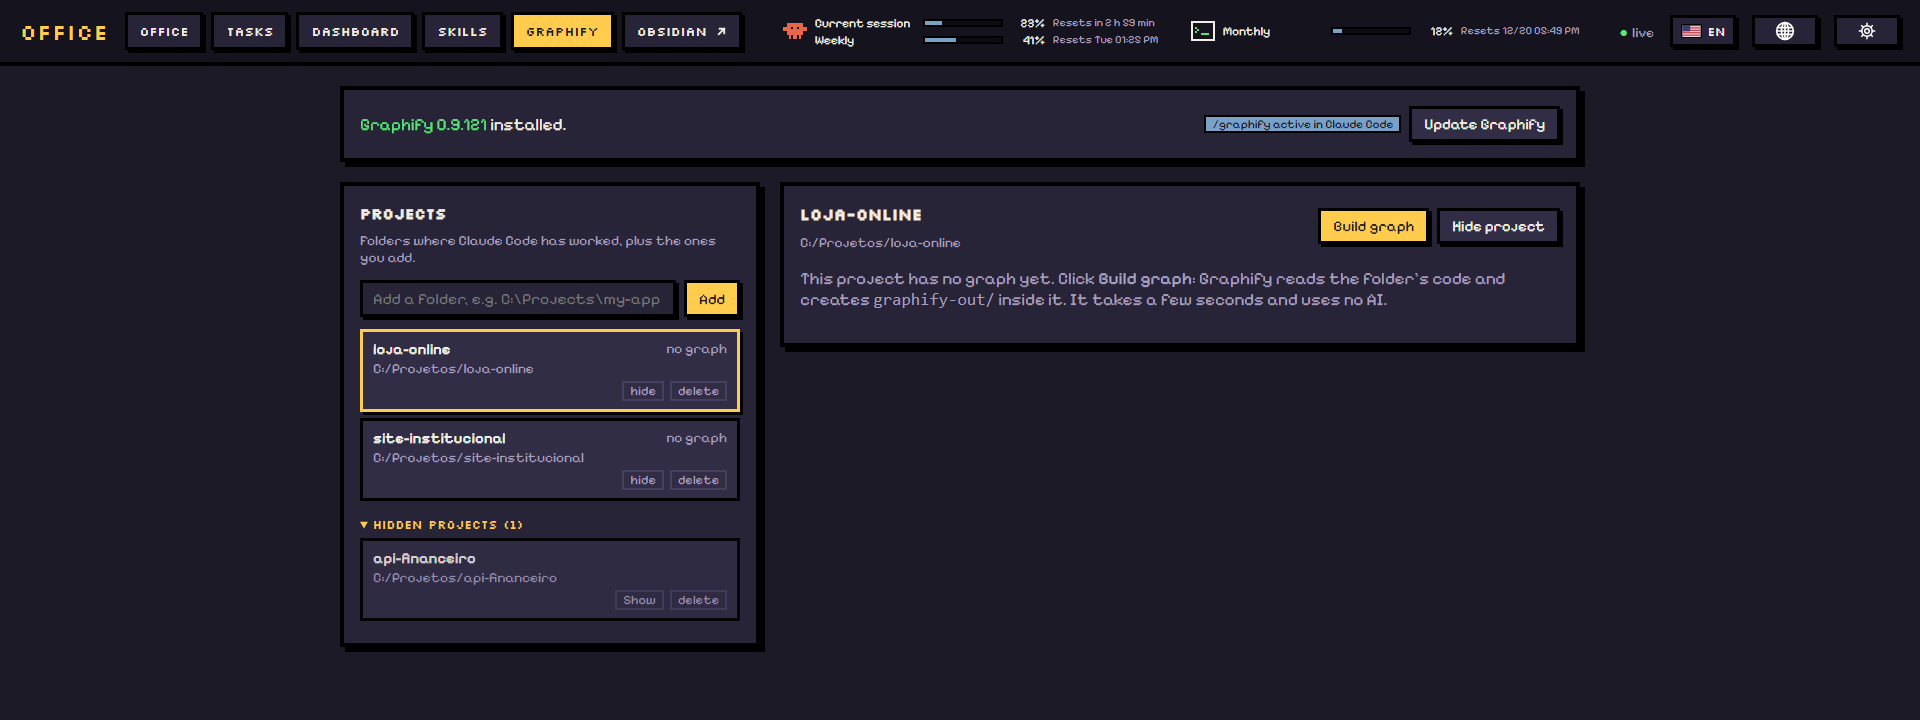 OFFICE
OFFICE
TASKS
DASHBOARD
SKILLS
GRAPHIFY
OBSIDIAN ↗
Current session 23% Resets in 2 h 59 min
Weekly 41% Resets Tue 01:25 PM
Monthly 12% Resets 12/20 05:49 PM
live
EN
Graphify 0.9.121 installed.
/graphify active in Claude Code
Update Graphify
PROJECTS
Folders where Claude Code has worked, plus the ones
you add.
Add a folder, e.g. C:\Projects\my-app
Add
loja-online no graph
C:/Projetos/loja-online
hide delete
site-institucional no graph
C:/Projetos/site-institucional
hide delete
▼ HIDDEN PROJECTS (1)
api-financeiro
C:/Projetos/api-financeiro
Show delete
LOJA-ONLINE
C:/Projetos/loja-online
Build graph
Hide project
This project has no graph yet. Click Build graph: Graphify reads the folder's code and
creates graphify-out/ inside it. It takes a few seconds and uses no AI.